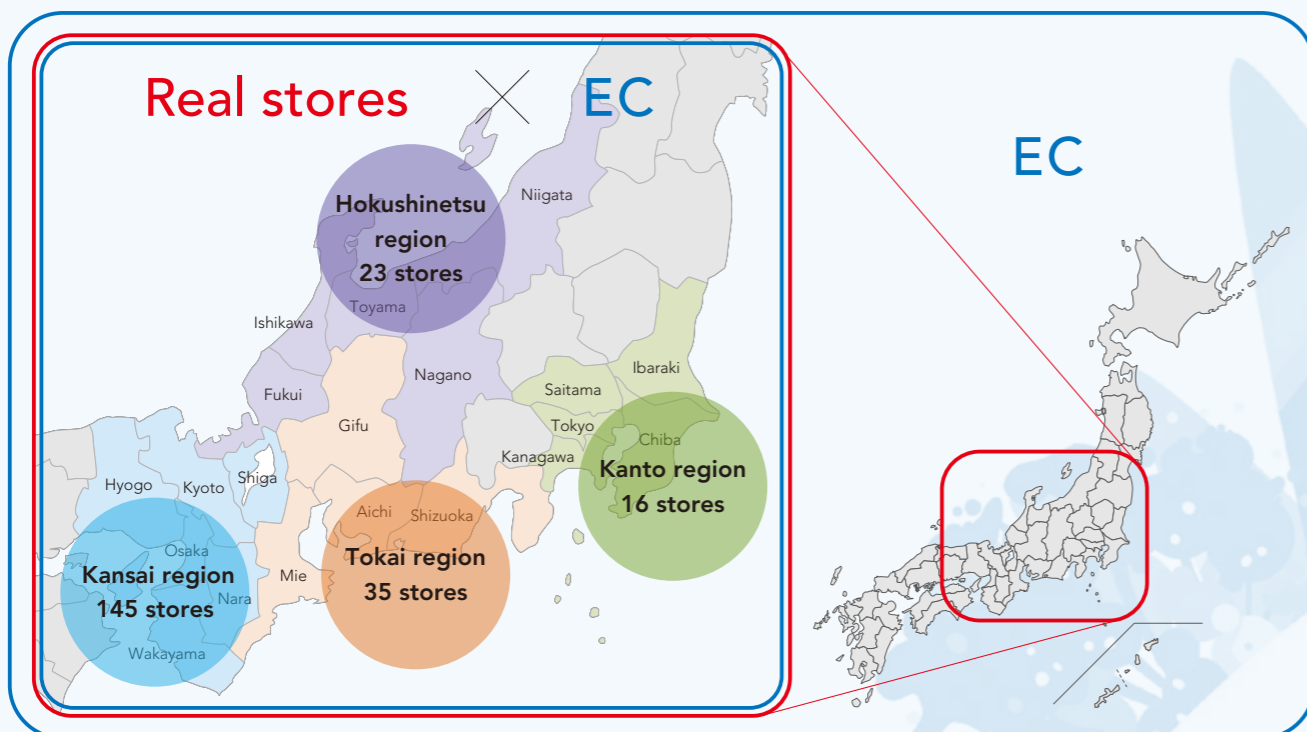 Real stores × EC
EC
Hokushinetsu
region
23 stores
Niigata
Toyama
Ishikawa
Fukui
Nagano
Gifu
Ibaraki
Saitama
Tokyo
Chiba
Kanagawa
Kanto region
16 stores
Hyogo
Kyoto
Shiga
Osaka
Nara
Wakayama
Kansai region
145 stores
Aichi
Shizuoka
Mie
Tokai region
35 stores